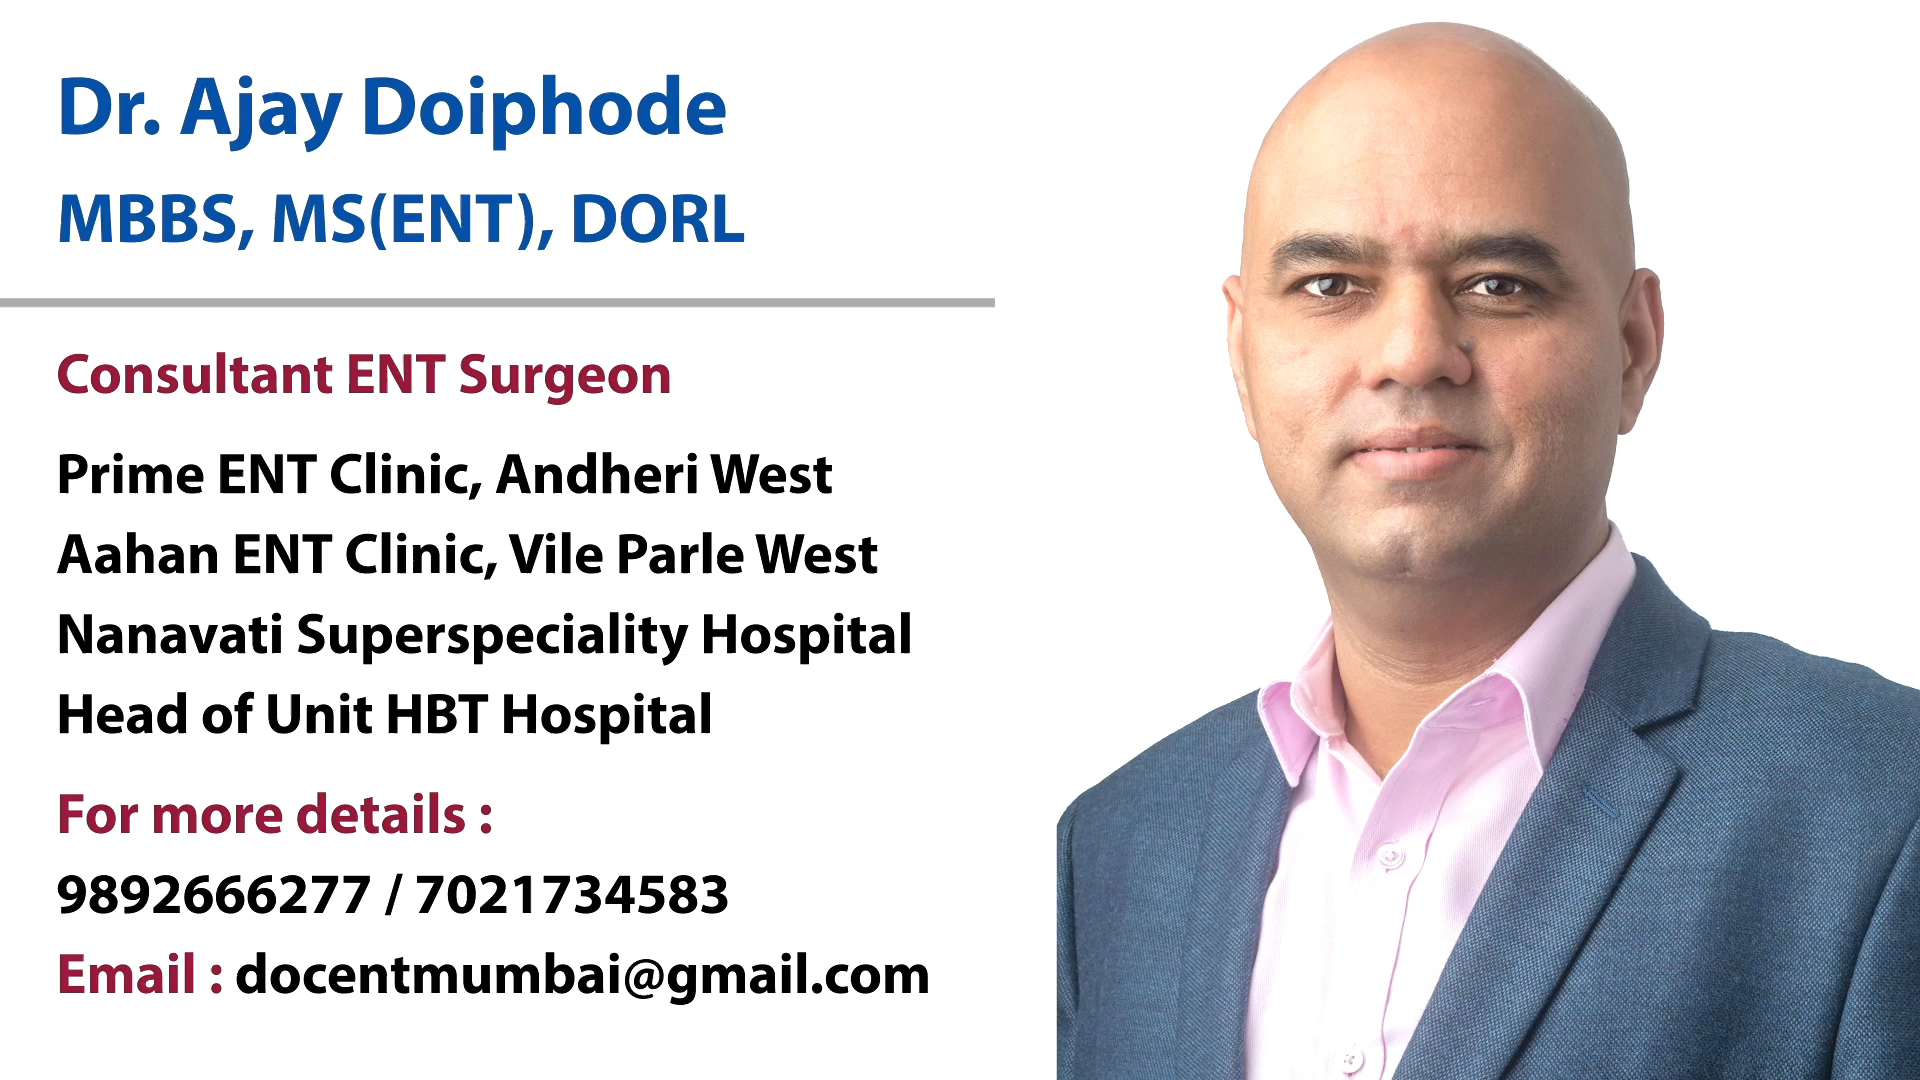 Dr. Ajay Doiphode
MBBS, MS(ENT), DORL
Consultant ENT Surgeon
Prime ENT Clinic, Andheri West
Aahan ENT Clinic, Vile Parle West
Nanavati Superspeciality Hospital
Head of Unit HBT Hospital
For more details :
9892666277 / 7021734583
Email : docentmumbai@gmail.com